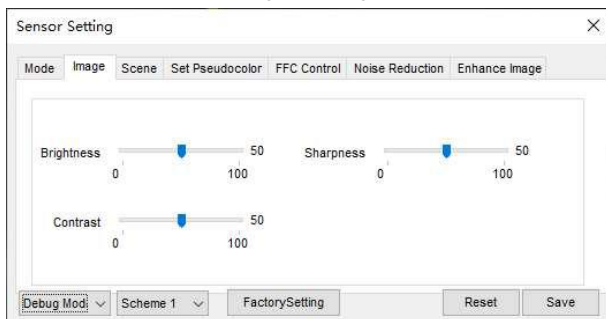 Sensor Setting
Mode Image Scene Set Pseudocolor FFC Control Noise Reduction Enhance Image
Brightness 50 Sharpness 50
0 100 0 100
Contrast 50
0 100
Debug Mod Scheme 1 FactorySetting Reset Save